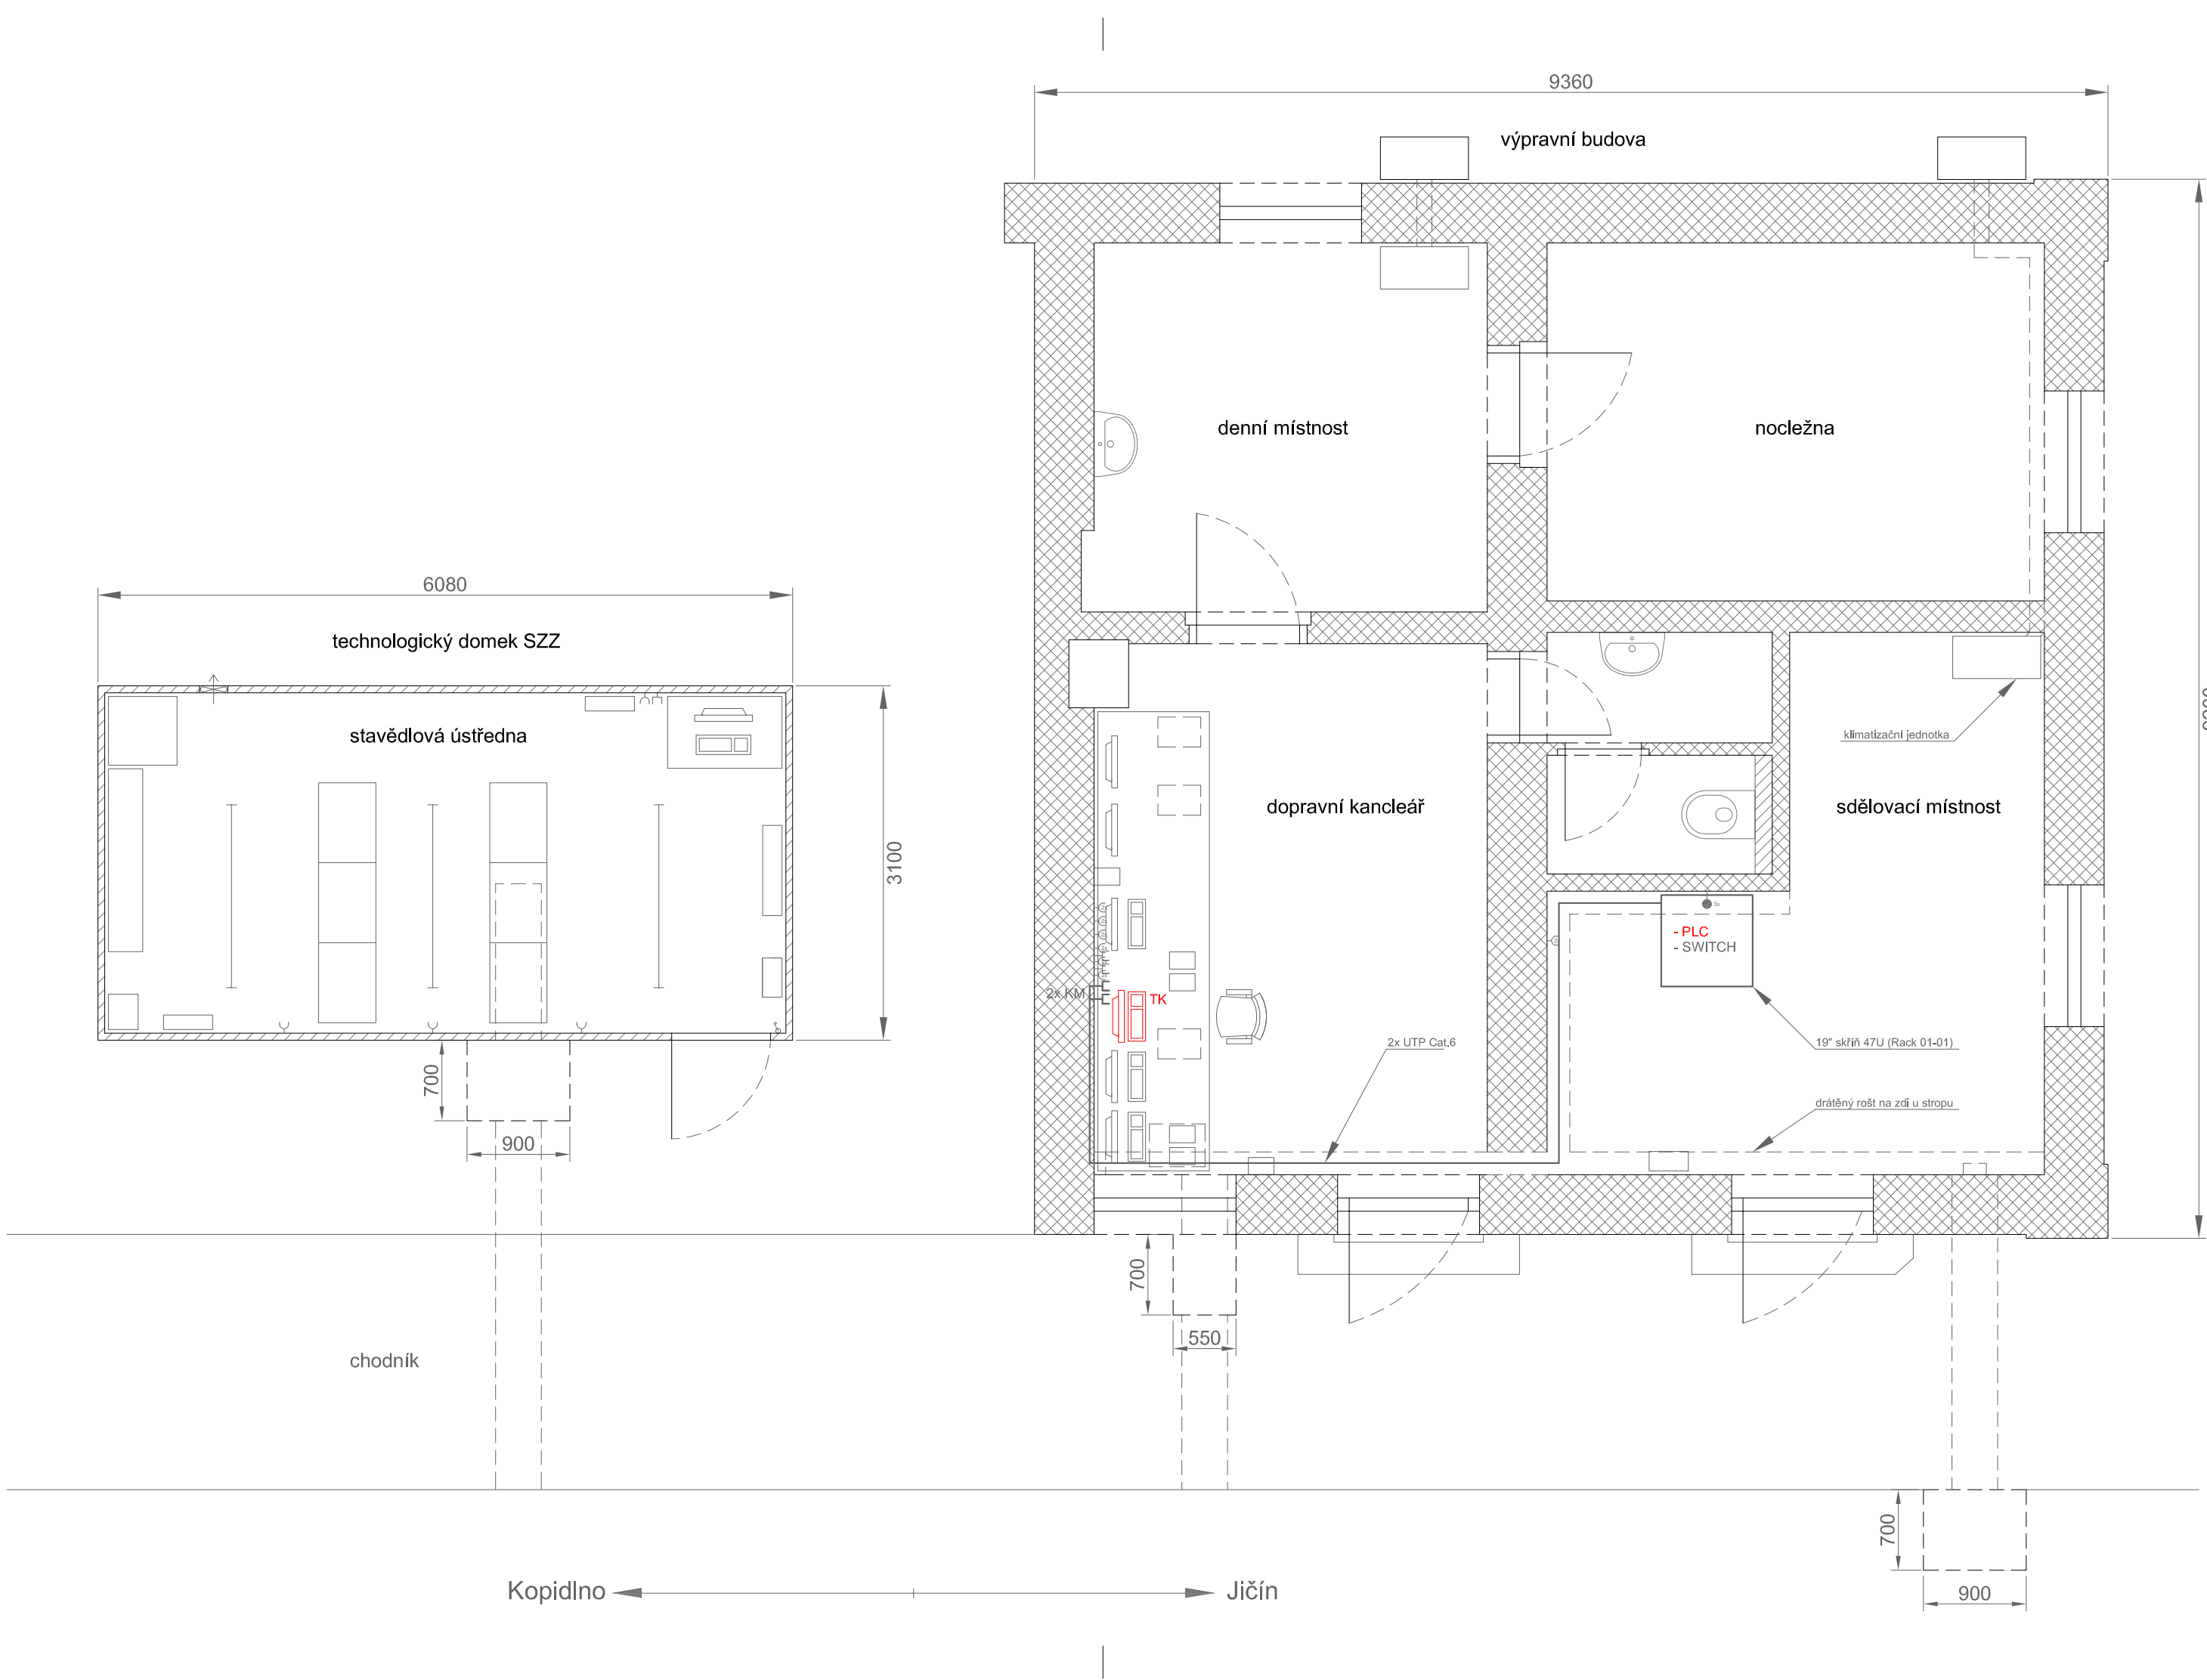 9360
výpravní budova
denní místnost
nocležna
6080
technologický domek SZZ
stavědlová ústředna
klimatizační jednotka
dopravní kancleář
sdělovací místnost
3100
- PLC
- SWITCH
3x
2x KM
TK
2x UTP Cat.6
19" skříň 47U (Rack 01-01)
drátěný rošt na zdi u stropu
700
900
700
550
chodník
700
900
Kopidlno
Jičín